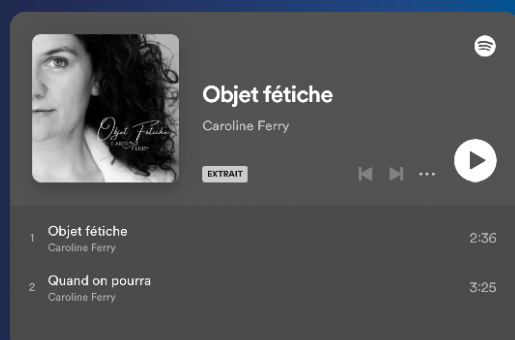 Objet Fétiche
CAROLINE
FERRY
Objet fétiche
Caroline Ferry
EXTRAIT
1 Objet fétiche 2:36
Caroline Ferry
2 Quand on pourra 3:25
Caroline Ferry